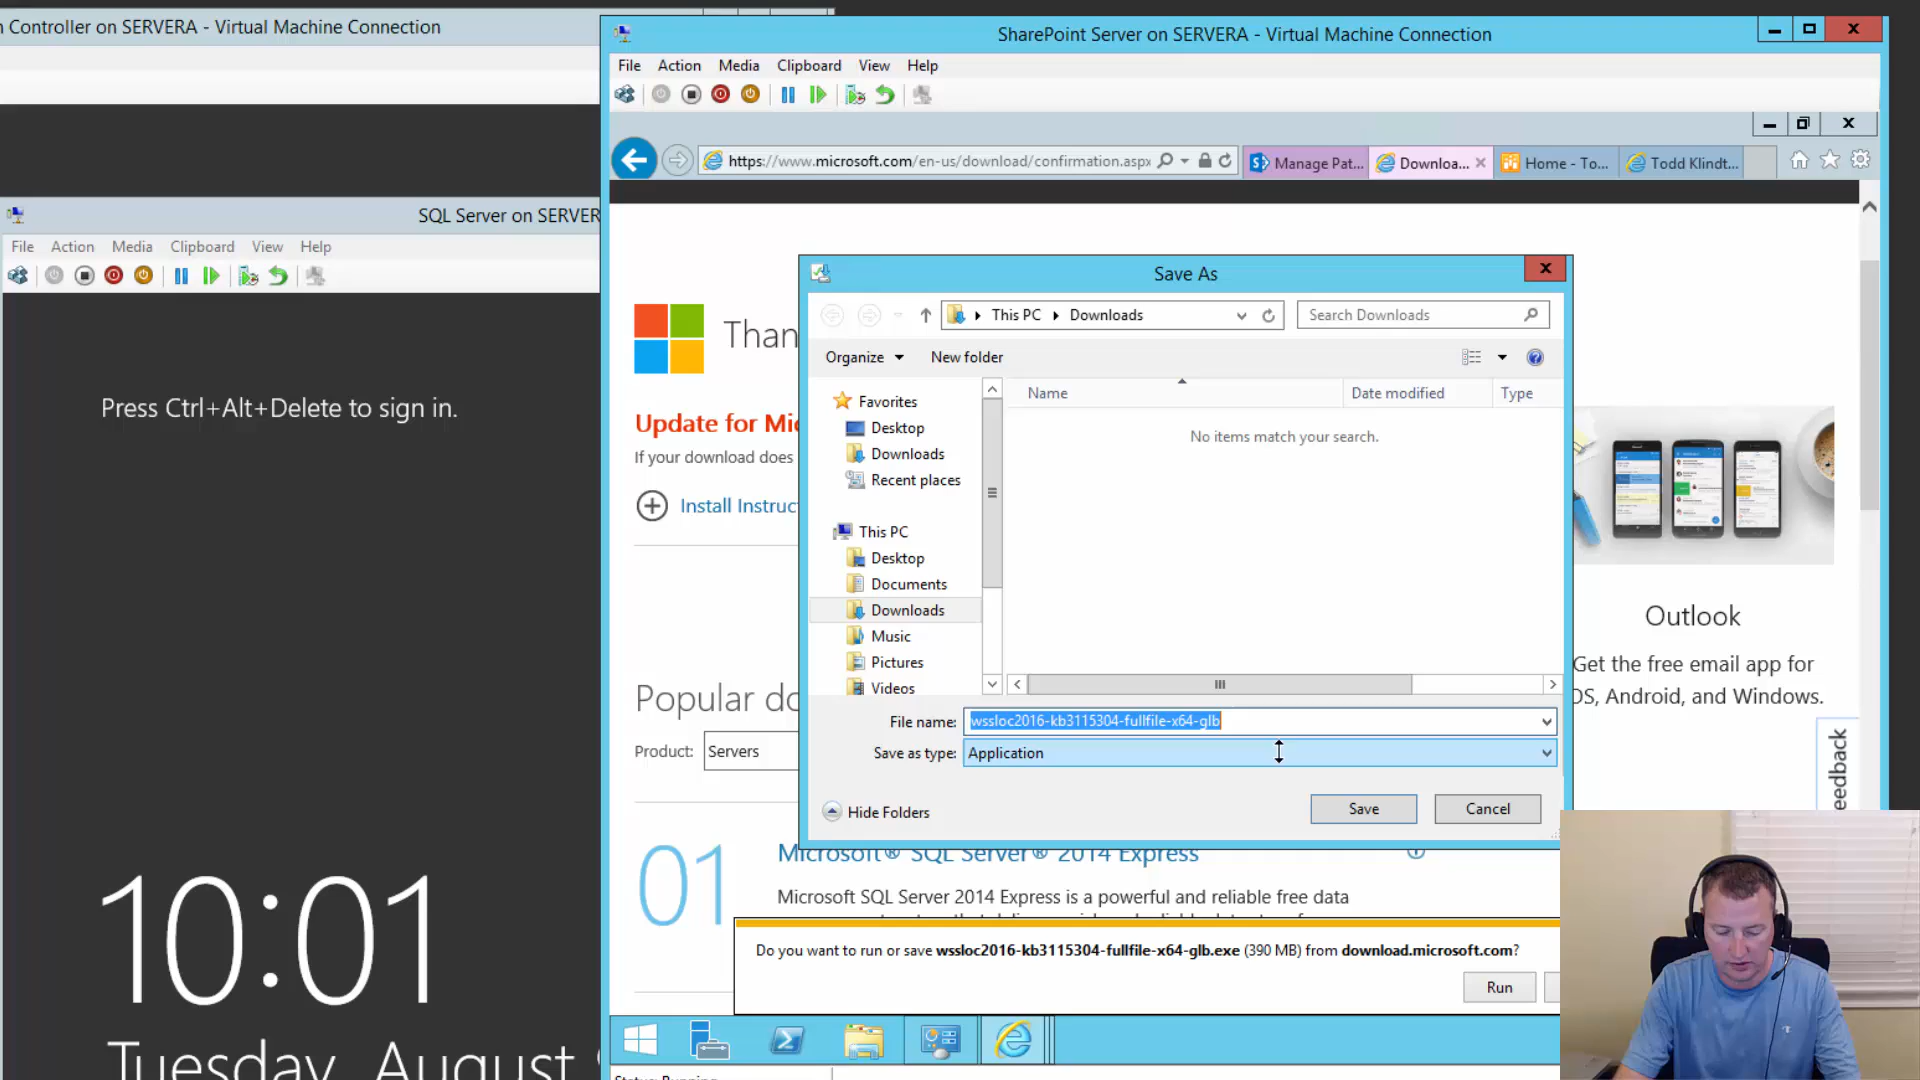 n Controller on SERVERA - Virtual Machine Connection
SharePoint Server on SERVERA - Virtual Machine Connection
File Action Media Clipboard View Help
https://www.microsoft.com/en-us/download/confirmation.aspx
Manage Pat...
Downloa...
Home - To...
Todd Klindt...
SQL Server on SERVER
File Action Media Clipboard View Help
Press Ctrl+Alt+Delete to sign in.
10:01
Tuesday, August
Than
Update for Mic
If your download does
Install Instruc
Popular do
Product: Servers
Save As
This PC Downloads
Search Downloads
Organize New folder
Name Date modified Type
No items match your search.
Favorites
Desktop
Downloads
Recent places
This PC
Desktop
Documents
Downloads
Music
Pictures
Videos
File name: wssloc2016-kb3115304-fullfile-x64-glb
Save as type: Application
Hide Folders
Save Cancel
Outlook
Get the free email app for
OS, Android, and Windows.
eedback
01
Microsoft® SQL Server® 2014 Express
Microsoft SQL Server 2014 Express is a powerful and reliable free data
Do you want to run or save wssloc2016-kb3115304-fullfile-x64-glb.exe (390 MB) from download.microsoft.com?
Run
Status: Running